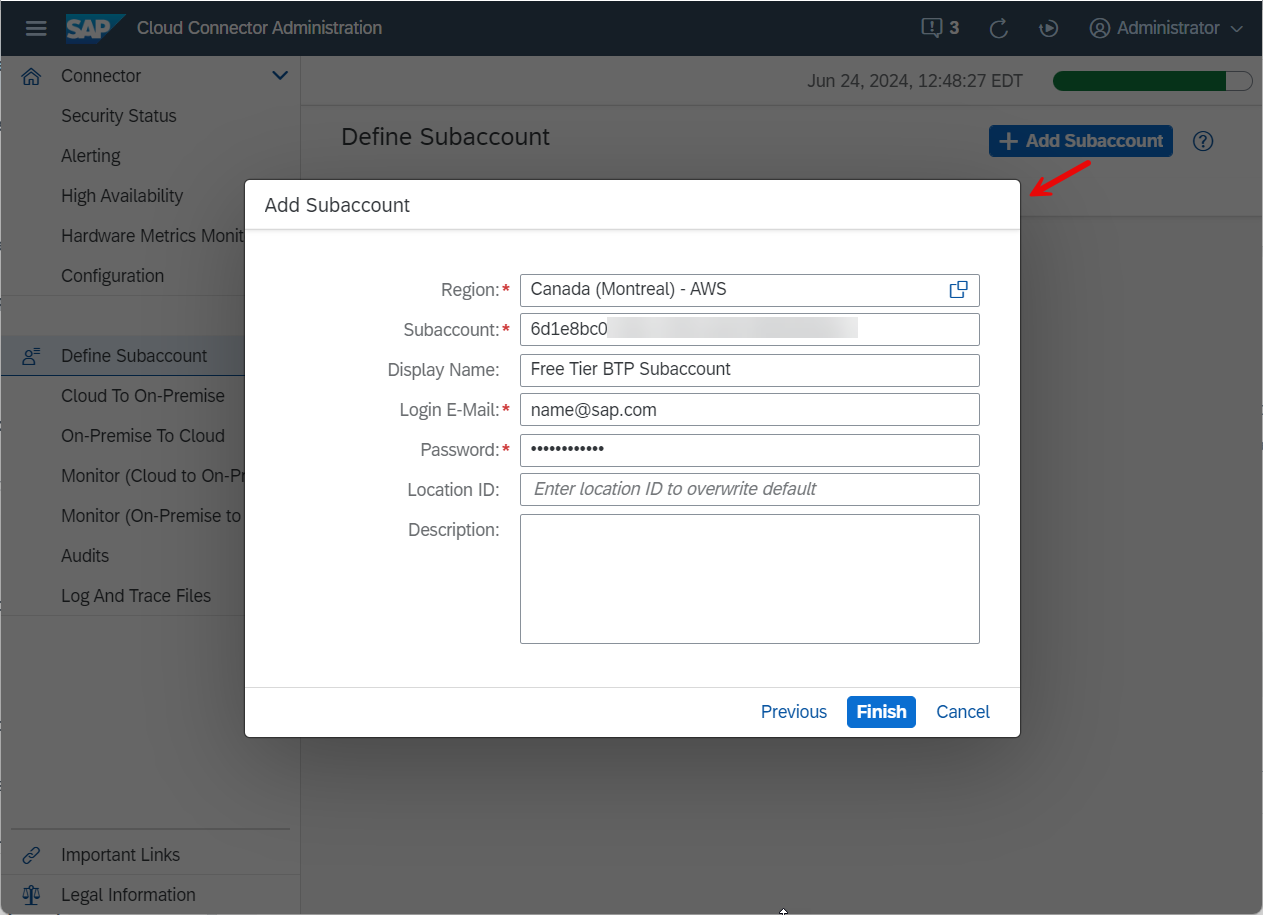 SAP Cloud Connector Administration 3 Administrator
Connector
Jun 24, 2024, 12:48:27 EDT
Security Status
Define Subaccount
Add Subaccount
Alerting
High Availability
Hardware Metrics Monit
Configuration
Define Subaccount
Cloud To On-Premise
On-Premise To Cloud
Monitor (Cloud to On-Pr
Monitor (On-Premise to
Audits
Log And Trace Files
Important Links
Legal Information
Add Subaccount
Region:* Canada (Montreal) - AWS
Subaccount:* 6d1e8bc0
Display Name: Free Tier BTP Subaccount
Login E-Mail:* name@sap.com
Password:* ••••••••••••
Location ID: Enter location ID to overwrite default
Description:
Previous Finish Cancel